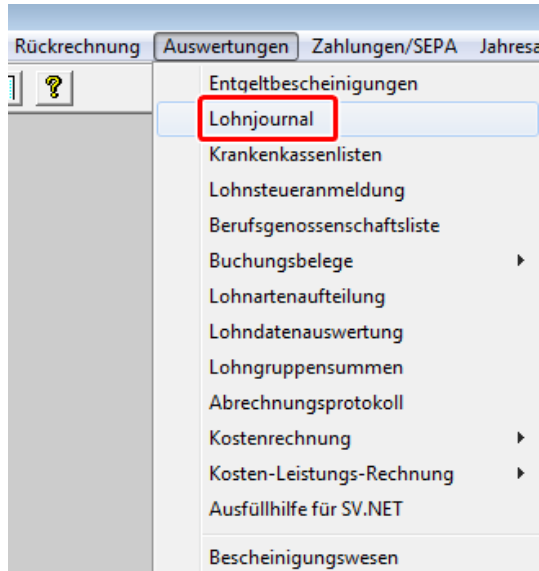 Rückrechnung Auswertungen Zahlungen/SEPA
?
Entgeltbescheinigungen
Lohnjournal
Krankenkassenlisten
Lohnsteueranmeldung
Berufsgenossenschaftsliste
Buchungsbelege
Lohnartenaufteilung
Lohndatenauswertung
Lohngruppensummen
Abrechnungsprotokoll
Kostenrechnung
Kosten-Leistungs-Rechnung
Ausfüllhilfe für SV.NET
Bescheinigungswesen